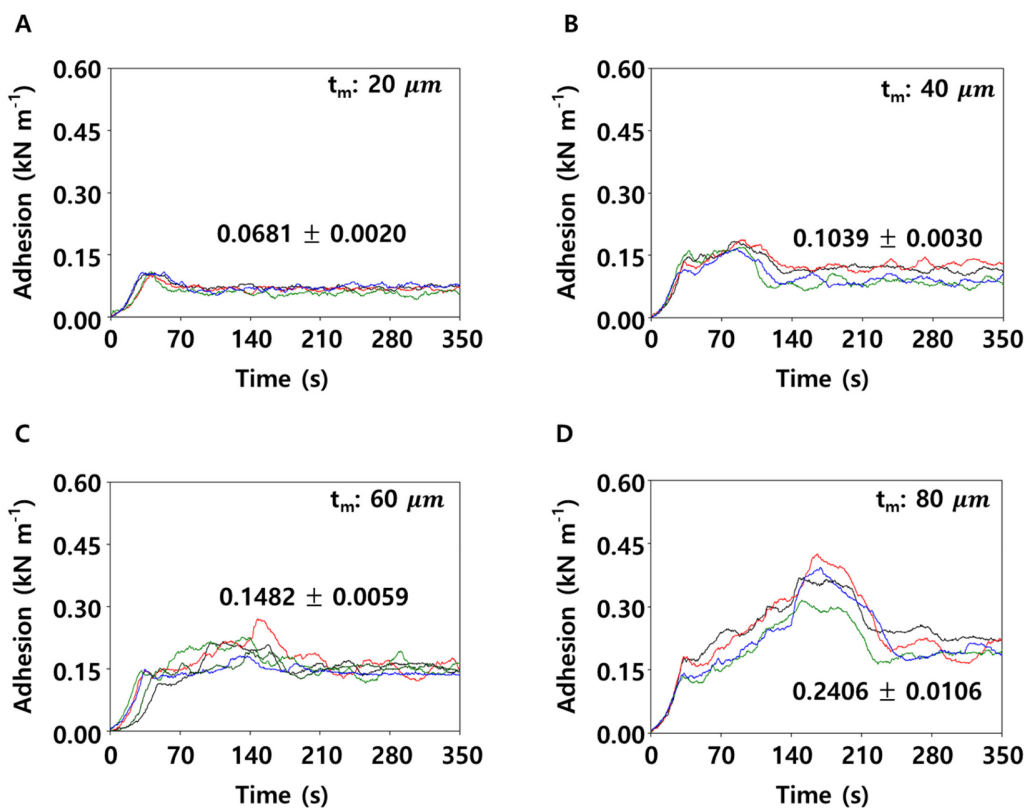 A
Adhesion (kN m-1)
0.60
0.45
0.30
0.15
0.00
tm: 20 μm
0.0681 ± 0.0020
0 70 140 210 280 350
Time (s)
B
Adhesion (kN m-1)
0.60
0.45
0.30
0.15
0.00
tm: 40 μm
0.1039 ± 0.0030
0 70 140 210 280 350
Time (s)
C
Adhesion (kN m-1)
0.60
0.45
0.30
0.15
0.00
tm: 60 μm
0.1482 ± 0.0059
0 70 140 210 280 350
Time (s)
D
Adhesion (kN m-1)
0.60
0.45
0.30
0.15
0.00
tm: 80 μm
0.2406 ± 0.0106
0 70 140 210 280 350
Time (s)